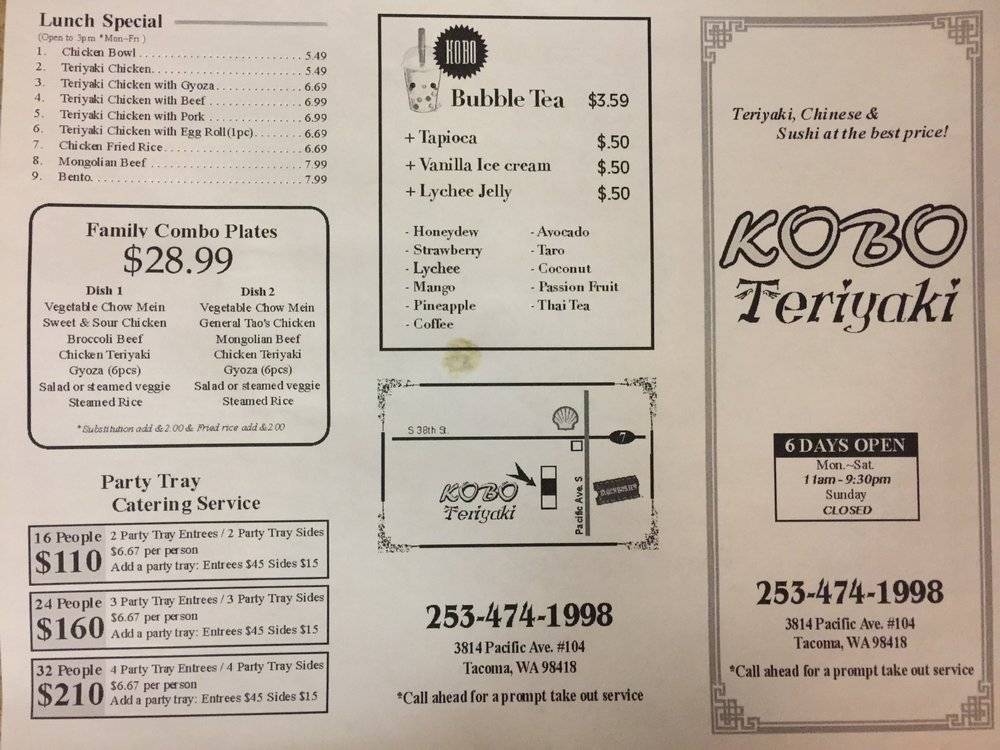 Lunch Special
(Open to 3pm *Mon~Fri )
1. Chicken Bowl 5.49
2. Teriyaki Chicken 5.49
3. Teriyaki Chicken with Gyoza 6.69
4. Teriyaki Chicken with Beef 6.99
5. Teriyaki Chicken with Pork 6.99
6. Teriyaki Chicken with Egg Roll(1pc) 6.69
7. Chicken Fried Rice 6.69
8. Mongolian Beef 7.99
9. Bento 7.99
Family Combo Plates
$28.99
Dish 1
Vegetable Chow Mein
Sweet & Sour Chicken
Broccoli Beef
Chicken Teriyaki
Gyoza (6pcs)
Salad or steamed veggie
Steamed Rice
Dish 2
Vegetable Chow Mein
General Tao's Chicken
Mongolian Beef
Chicken Teriyaki
Gyoza (6pcs)
Salad or steamed veggie
Steamed Rice
*Substitution add &2.00 & Fried rice add &2.00
Party Tray
Catering Service
16 People
$110
2 Party Tray Entrees / 2 Party Tray Sides
$6.67 per person
Add a party tray: Entrees $45 Sides $15
24 People
$160
3 Party Tray Entrees / 3 Party Tray Sides
$6.67 per person
Add a party tray: Entrees $45 Sides $15
32 People
$210
4 Party Tray Entrees / 4 Party Tray Sides
$6.67 per person
Add a party tray: Entrees $45 Sides $15
KOBO
Bubble Tea $3.59
+ Tapioca $.50
+ Vanilla Ice cream $.50
+ Lychee Jelly $.50
- Honeydew
- Strawberry
- Lychee
- Mango
- Pineapple
- Coffee
- Avocado
- Taro
- Coconut
- Passion Fruit
- Thai Tea
S 38th St.
7
KOBO
Teriyaki
Pacific Ave. S
253-474-1998
3814 Pacific Ave. #104
Tacoma, WA 98418
*Call ahead for a prompt take out service
Teriyaki, Chinese &
Sushi at the best price!
KOBO
Teriyaki
6 DAYS OPEN
Mon.~Sat.
11am - 9:30pm
Sunday
CLOSED
253-474-1998
3814 Pacific Ave. #104
Tacoma, WA 98418
*Call ahead for a prompt take out service